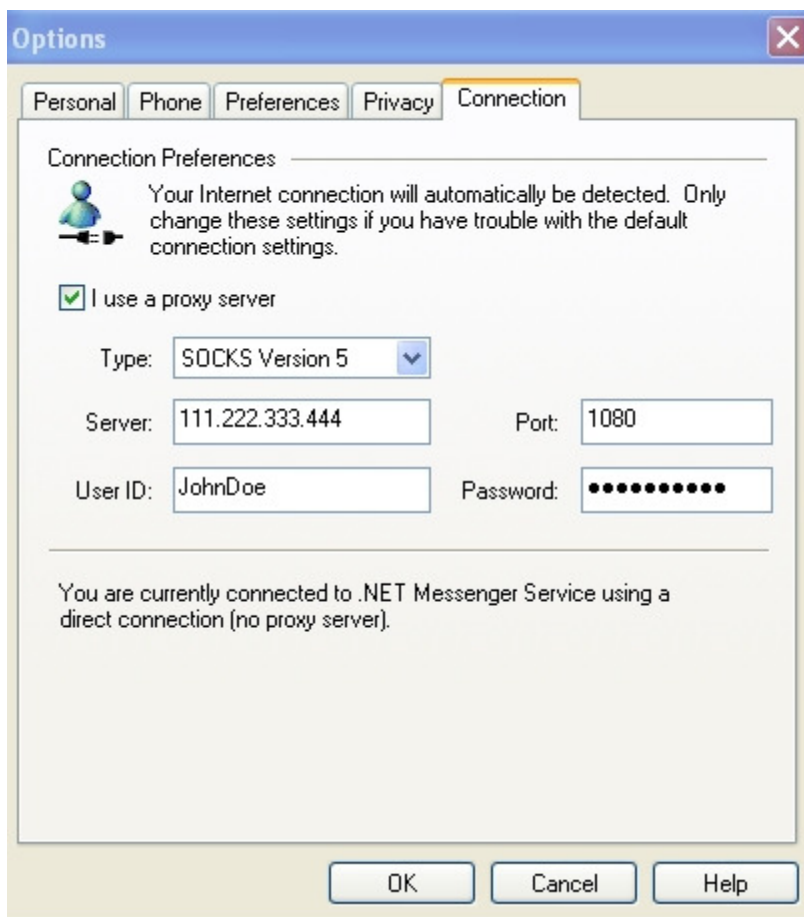 Options
Personal Phone Preferences Privacy Connection
Connection Preferences
Your Internet connection will automatically be detected. Only
change these settings if you have trouble with the default
connection settings.
I use a proxy server
Type: SOCKS Version 5
Server: 111.222.333.444 Port: 1080
User ID: JohnDoe Password: ●●●●●●●●●●
You are currently connected to .NET Messenger Service using a
direct connection (no proxy server).
OK Cancel Help